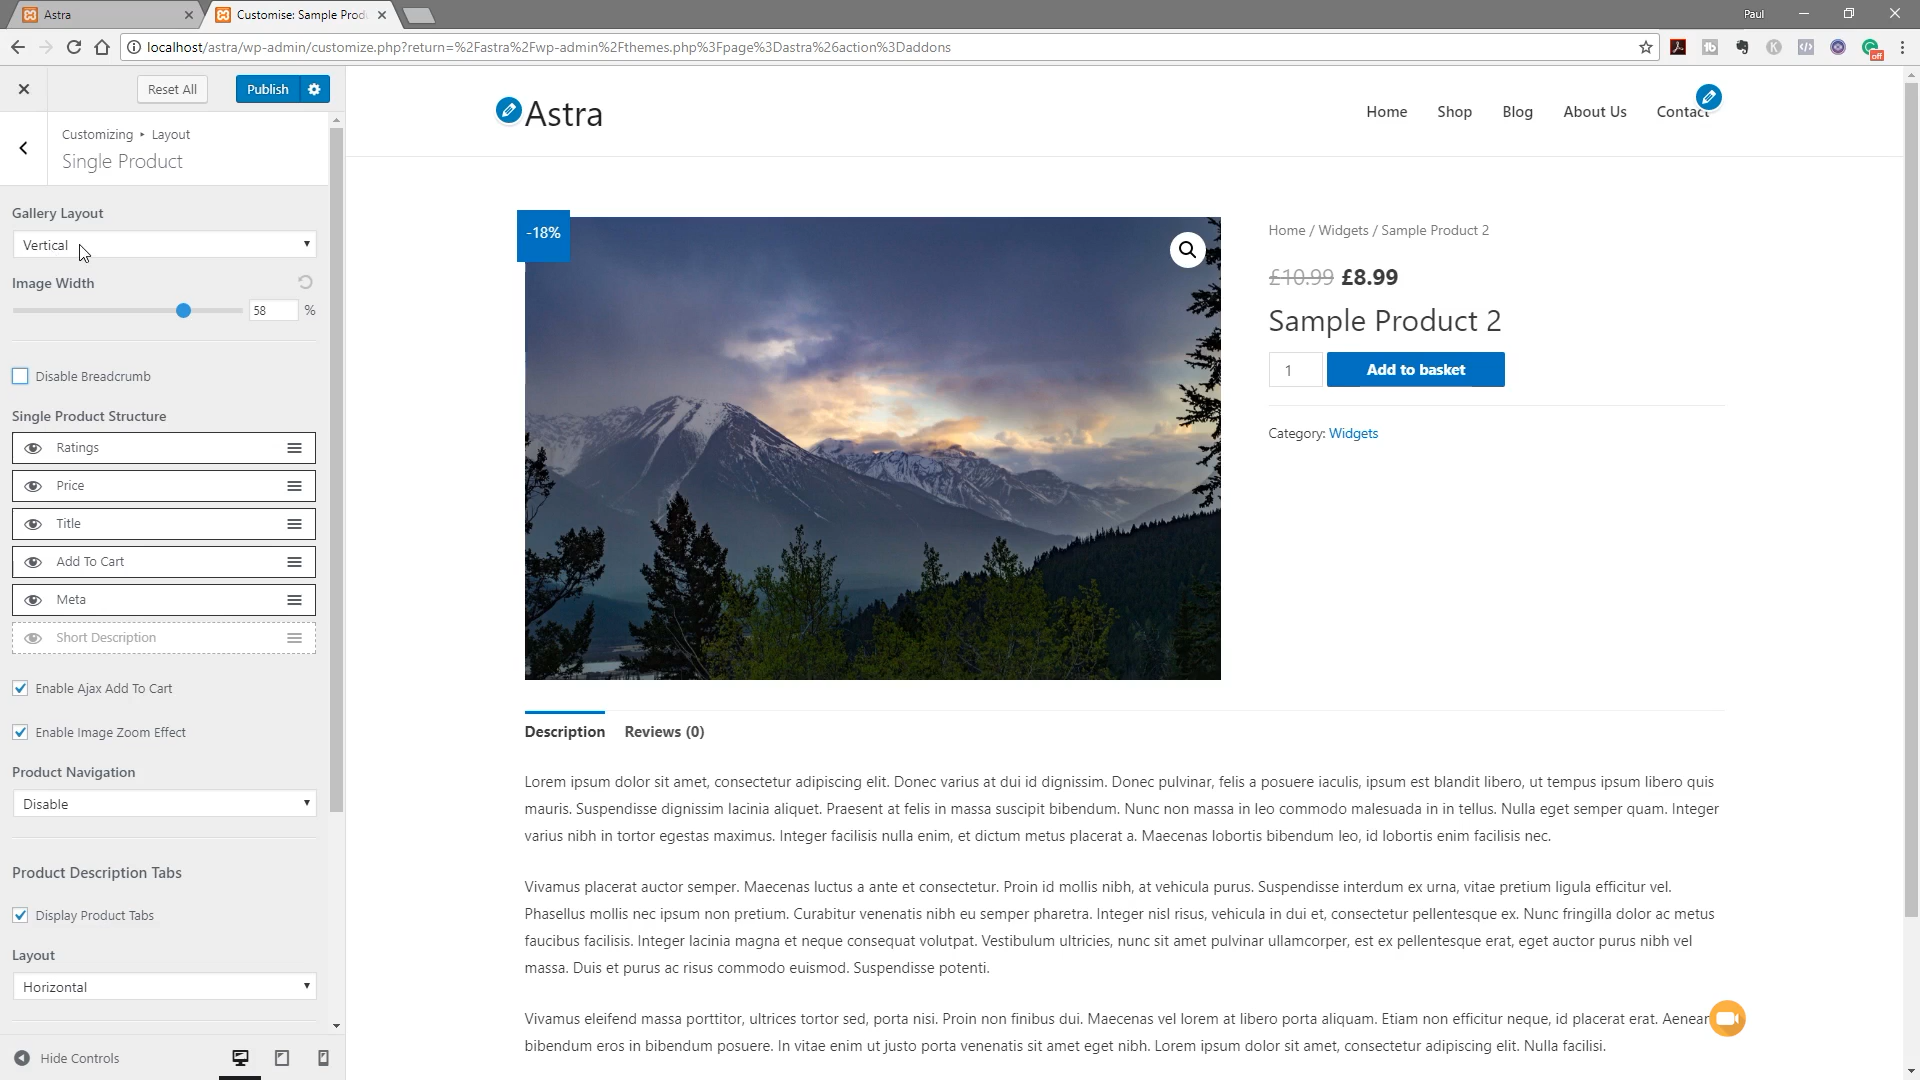 Astra
Customise: Sample Prod
Paul
localhost/astra/wp-admin/customize.php?return=%2Fastra%2Fwp-admin%2Fthemes.php%3Fpage%3Dastra%26action%3Daddons
off
Reset All
Publish
Customizing ▸ Layout
Single Product
Gallery Layout
Vertical
Image Width
58 %
Disable Breadcrumb
Single Product Structure
Ratings
Price
Title
Add To Cart
Meta
Short Description
Enable Ajax Add To Cart
Enable Image Zoom Effect
Product Navigation
Disable
Product Description Tabs
Display Product Tabs
Layout
Horizontal
Hide Controls
Astra
Home Shop Blog About Us Contact
-18%
Home / Widgets / Sample Product 2
£10.99 £8.99
Sample Product 2
1 Add to basket
Category: Widgets
Description Reviews (0)
Lorem ipsum dolor sit amet, consectetur adipiscing elit. Donec varius at dui id dignissim. Donec pulvinar, felis a posuere iaculis, ipsum est blandit libero, ut tempus ipsum libero quis
mauris. Suspendisse dignissim lacinia aliquet. Praesent at felis in massa suscipit bibendum. Nunc non massa in leo commodo malesuada in in tellus. Nulla eget semper quam. Integer
varius nibh in tortor egestas maximus. Integer facilisis nulla enim, et dictum metus placerat a. Maecenas lobortis bibendum leo, id lobortis enim facilisis nec.
Vivamus placerat auctor semper. Maecenas luctus a ante et consectetur. Proin id mollis nibh, at vehicula purus. Suspendisse interdum ex urna, vitae pretium ligula efficitur vel.
Phasellus mollis nec ipsum non pretium. Curabitur venenatis nibh eu semper pharetra. Integer nisl risus, vehicula in dui et, consectetur pellentesque ex. Nunc fringilla dolor ac metus
faucibus facilisis. Integer lacinia magna et neque consequat volutpat. Vestibulum ultricies, nunc sit amet pulvinar ullamcorper, est ex pellentesque erat, eget auctor purus nibh vel
massa. Duis et purus ac risus commodo euismod. Suspendisse potenti.
Vivamus eleifend massa porttitor, ultrices tortor sed, porta nisi. Proin non finibus dui. Maecenas vel lorem at libero porta aliquam. Etiam non efficitur neque, id placerat erat. Aenean
bibendum eros in bibendum posuere. In vitae enim ut justo porta venenatis sit amet eget nibh. Lorem ipsum dolor sit amet, consectetur adipiscing elit. Nulla facilisi.